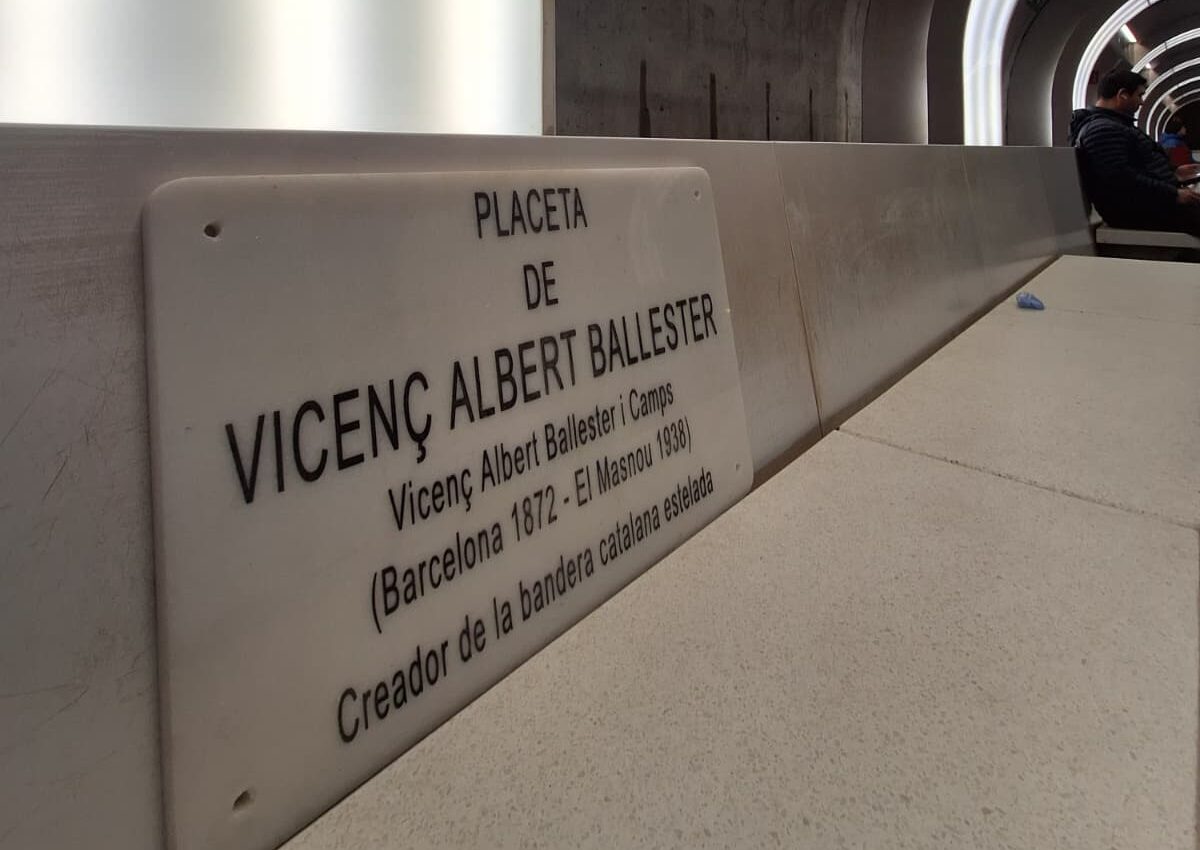 PLACETA
DE
VICENÇ ALBERT BALLESTER
Vicenç Albert Ballester i Camps
(Barcelona 1872 - El Masnou 1938)
Creador de la bandera catalana estelada